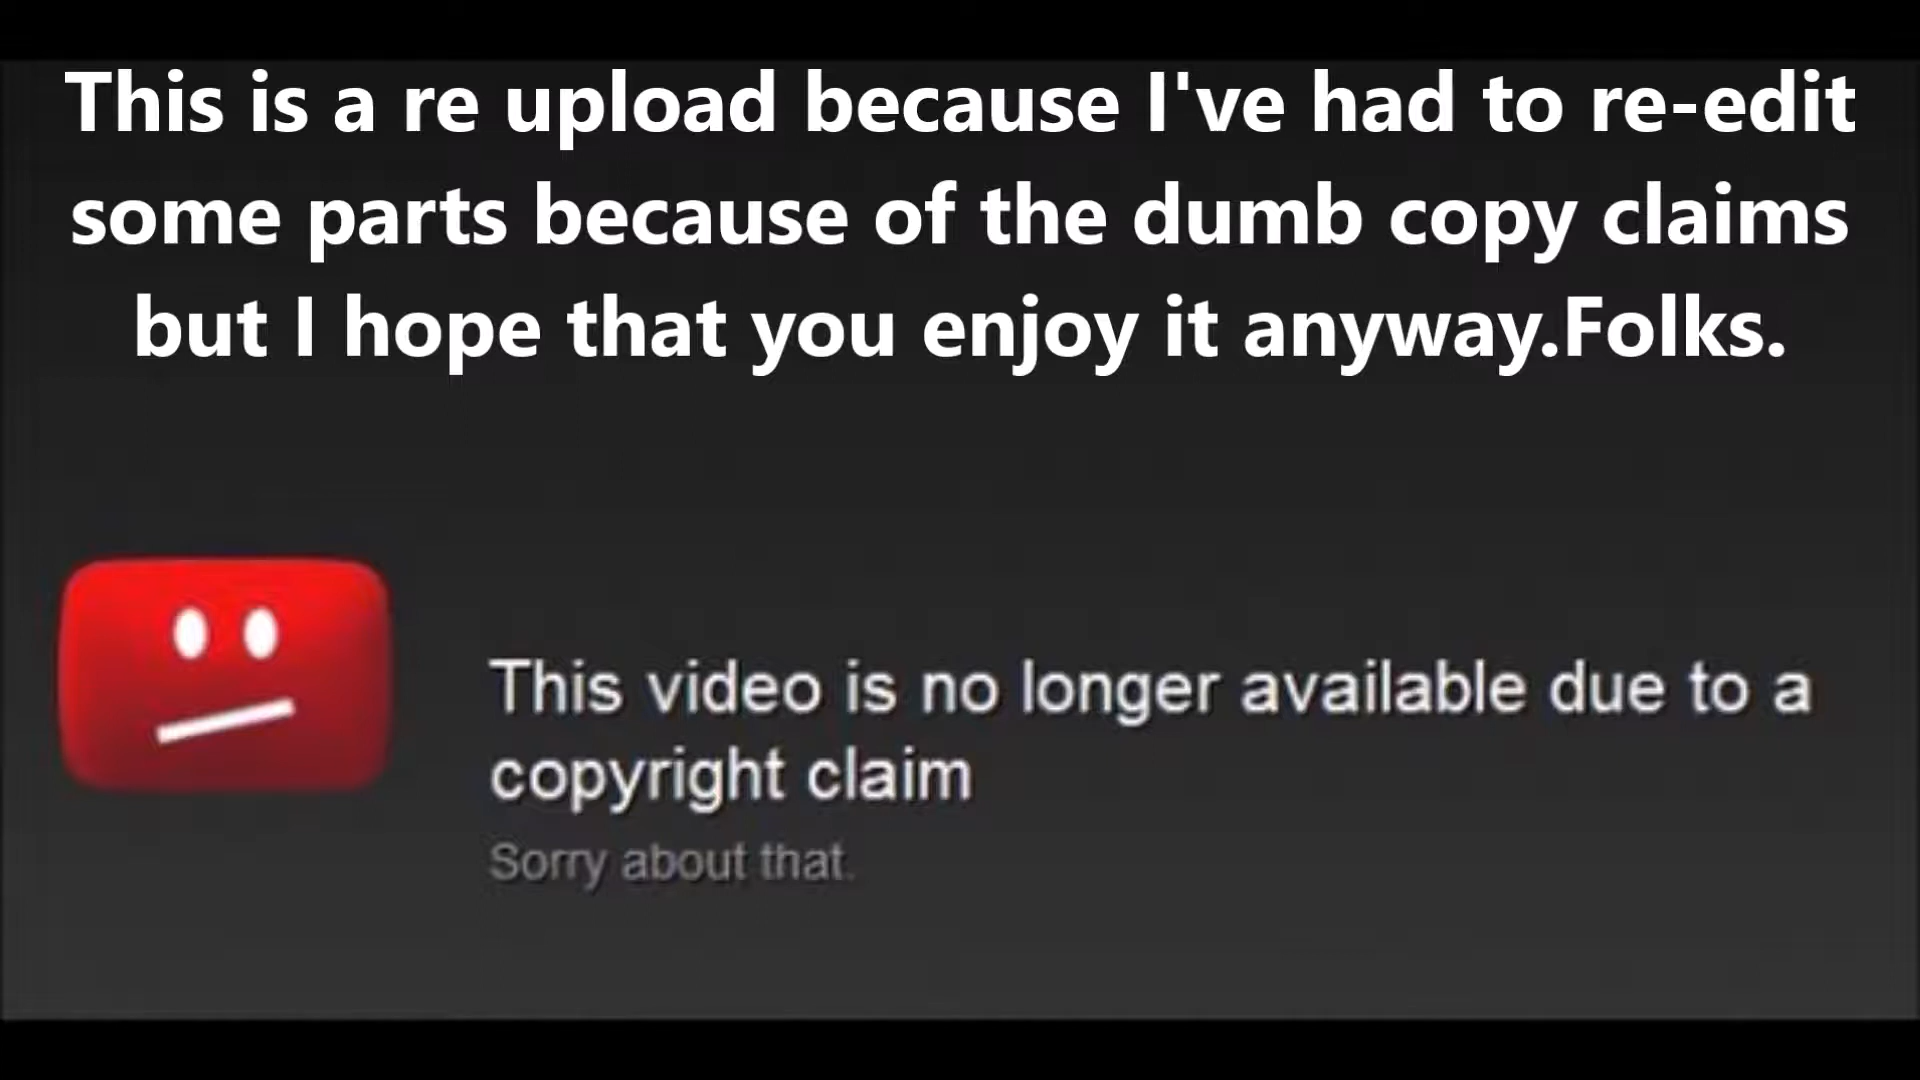 This is a re upload because I've had to re-edit
some parts because of the dumb copy claims
but I hope that you enjoy it anyway.Folks.
This video is no longer available due to a
copyright claim
Sorry about that.